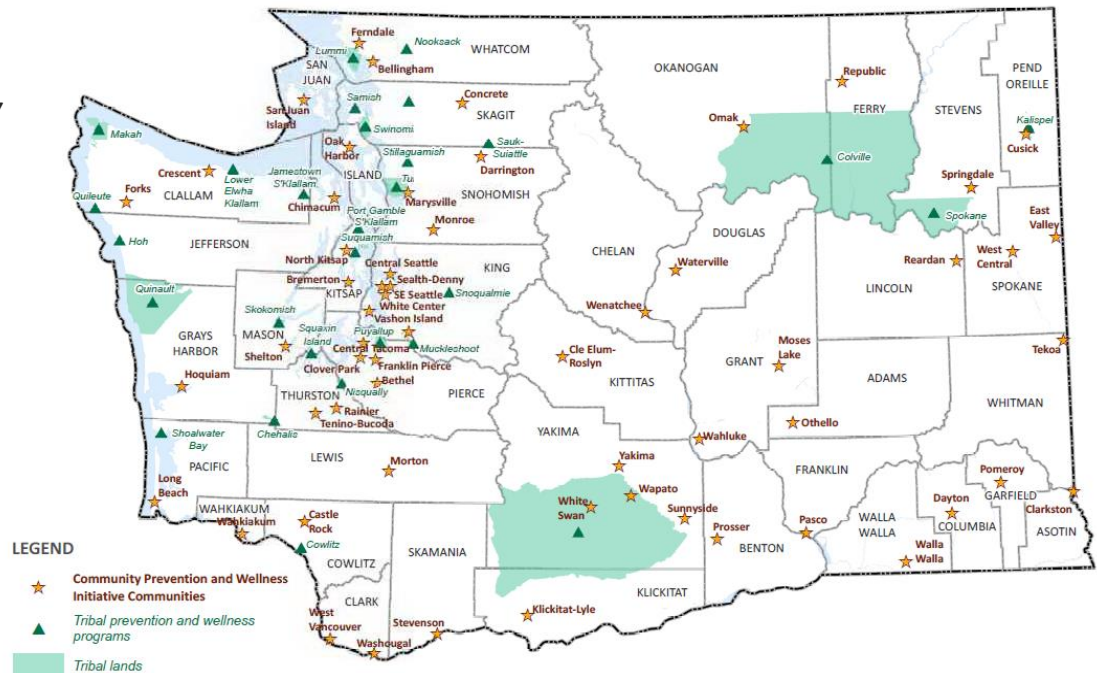 Ferndale
Nooksack
WHATCOM
Lummi
SAN
JUAN
Bellingham
OKANOGAN
Republic
PEND
OREILLE
San Juan
Island
Samish
Concrete
SKAGIT
FERRY
STEVENS
Makah
Swinomi
Omak
Kalispel
Cusick
Oak
Harbor
Sauk-
Suiattle
Stillaguamish
Darrington
Colville
Crescent
Lower
Elwha
Klallam
Jamestown
S'Klallam
ISLAND
Tul
SNOHOMISH
Springdale
Forks
CLALLAM
Chimacum
Marysville
Quileute
Port Gamble
S'Klallam
Monroe
DOUGLAS
Spokane
East
Valley
Hoh
JEFFERSON
Suquamish
CHELAN
North Kitsap
Central Seattle
KING
Waterville
Reardan
West
Central
Bremerton
Sealth-Denny
LINCOLN
SPOKANE
Quinault
KITSAP
SE Seattle
Snoqualmie
White Center
Wenatchee
Skokomish
Vashon Island
GRAYS
HARBOR
MASON
Squaxin
Island
Puyallup
Muckleshoot
Shelton
Central Tacoma
Cle Elum-
Roslyn
Moses
Lake
Tekoa
Clover Park
Franklin Pierce
GRANT
Hoquiam
Bethel
KITTITAS
ADAMS
THURSTON
Nisqually
PIERCE
WHITMAN
Rainier
Tenino-Bucoda
Othello
Shoalwater
Bay
Chehalis
YAKIMA
Wahluke
PACIFIC
LEWIS
Morton
Yakima
FRANKLIN
Pomeroy
Long
Beach
White
Swan
Wapato
GARFIELD
WAHKIAKUM
Wahkiakum
Castle
Rock
Sunnyside
Dayton
Clarkston
Prosser
Pasco
WALLA
WALLA
COLUMBIA
ASOTIN
Cowlitz
SKAMANIA
BENTON
COWLITZ
Walla
Walla
CLARK
KLICKITAT
West
Vancouver
Stevenson
Klickitat-Lyle
Washougal
LEGEND
Community Prevention and Wellness
Initiative Communities
Tribal prevention and wellness
programs
Tribal lands